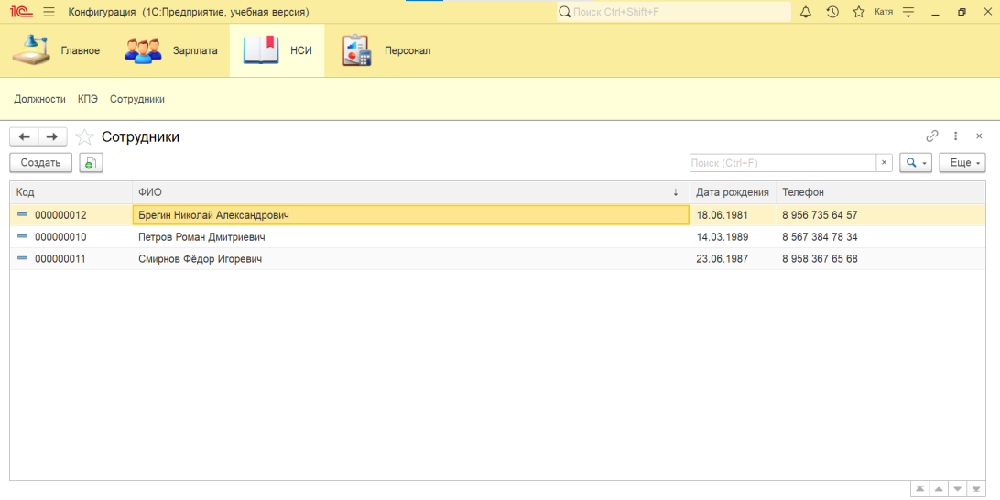 1С Конфигурация (1С:Предприятие, учебная версия) Поиск Ctrl+Shift+F Катя
Главное Зарплата НСИ Персонал
Должности КПЭ Сотрудники
Сотрудники
Создать Поиск (Ctrl+F) × Еще
Код ФИО ↓ Дата рождения Телефон
000000012 Брегин Николай Александрович 18.06.1981 8 956 735 64 57
000000010 Петров Роман Дмитриевич 14.03.1989 8 567 384 78 34
000000011 Смирнов Фёдор Игоревич 23.06.1987 8 958 367 65 68